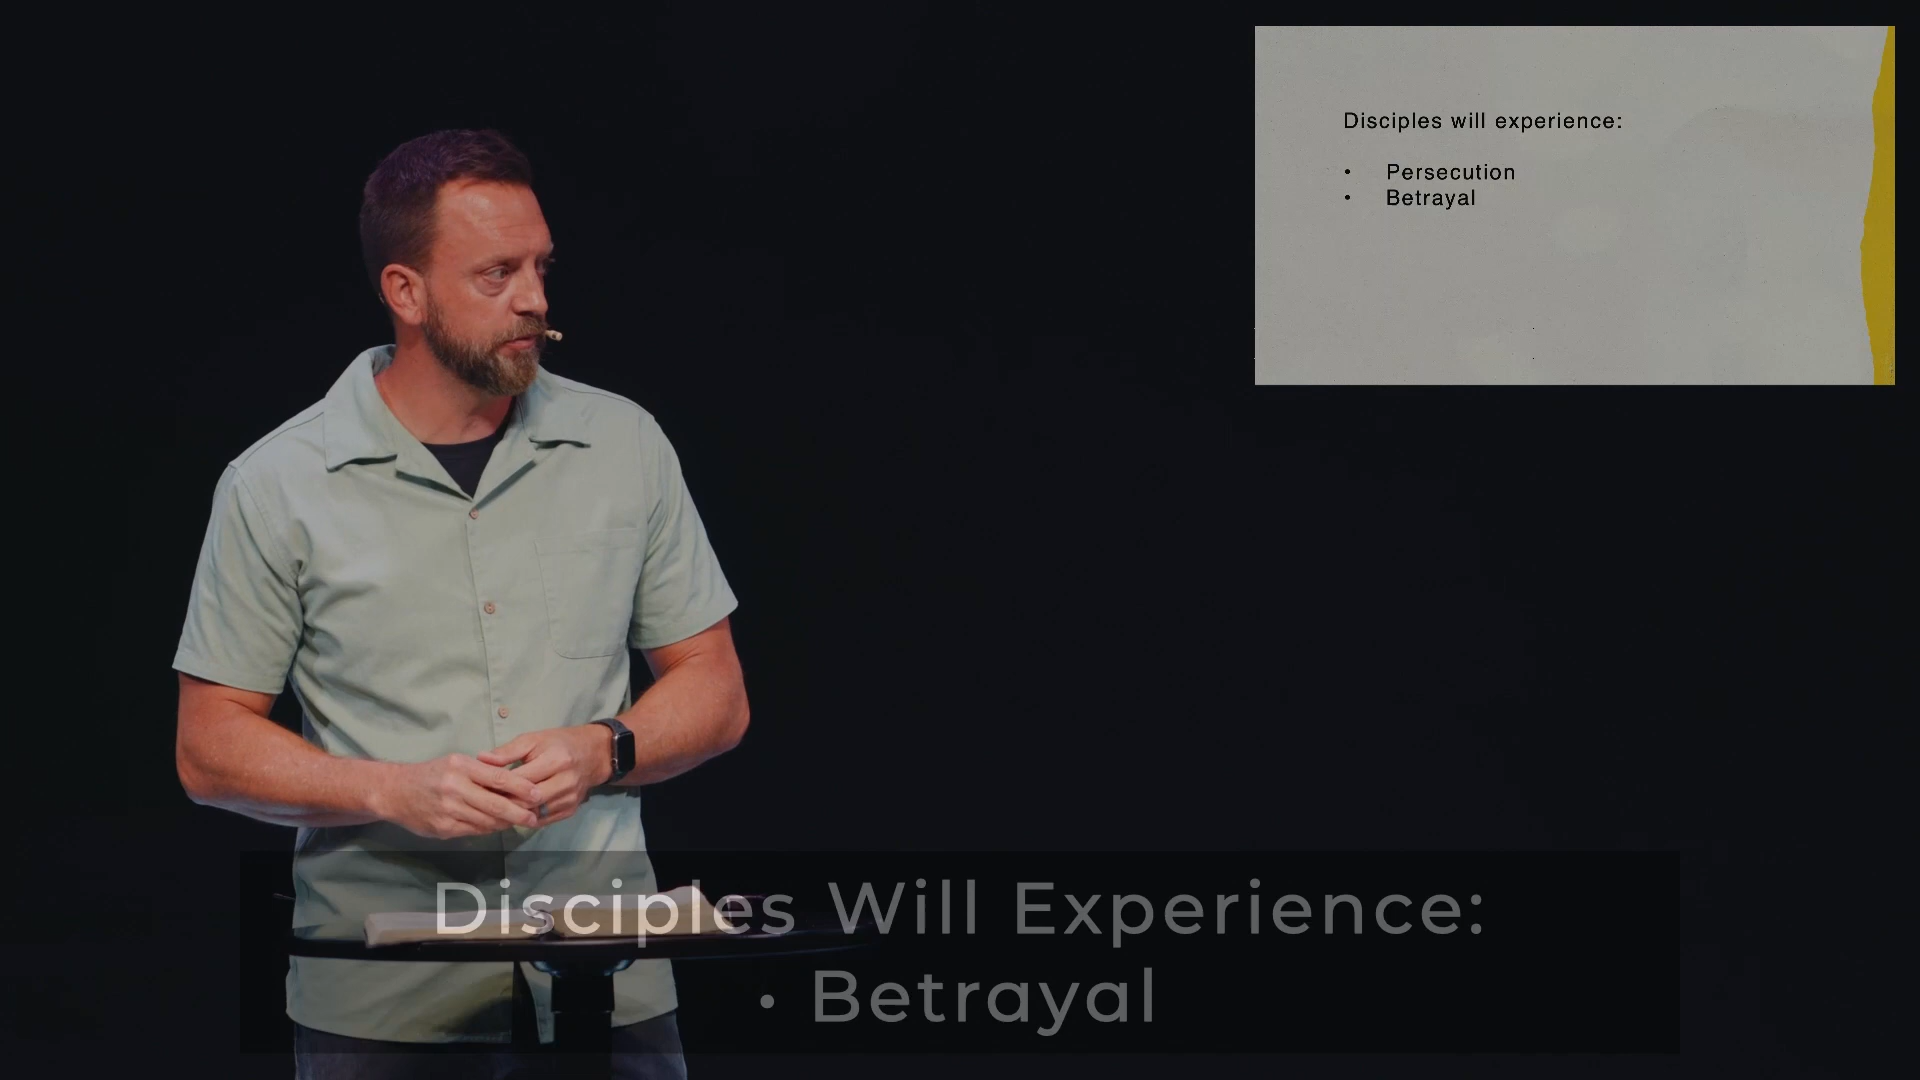 Disciples will experience:
• Persecution
• Betrayal
Disciples Will Experience:
• Betrayal